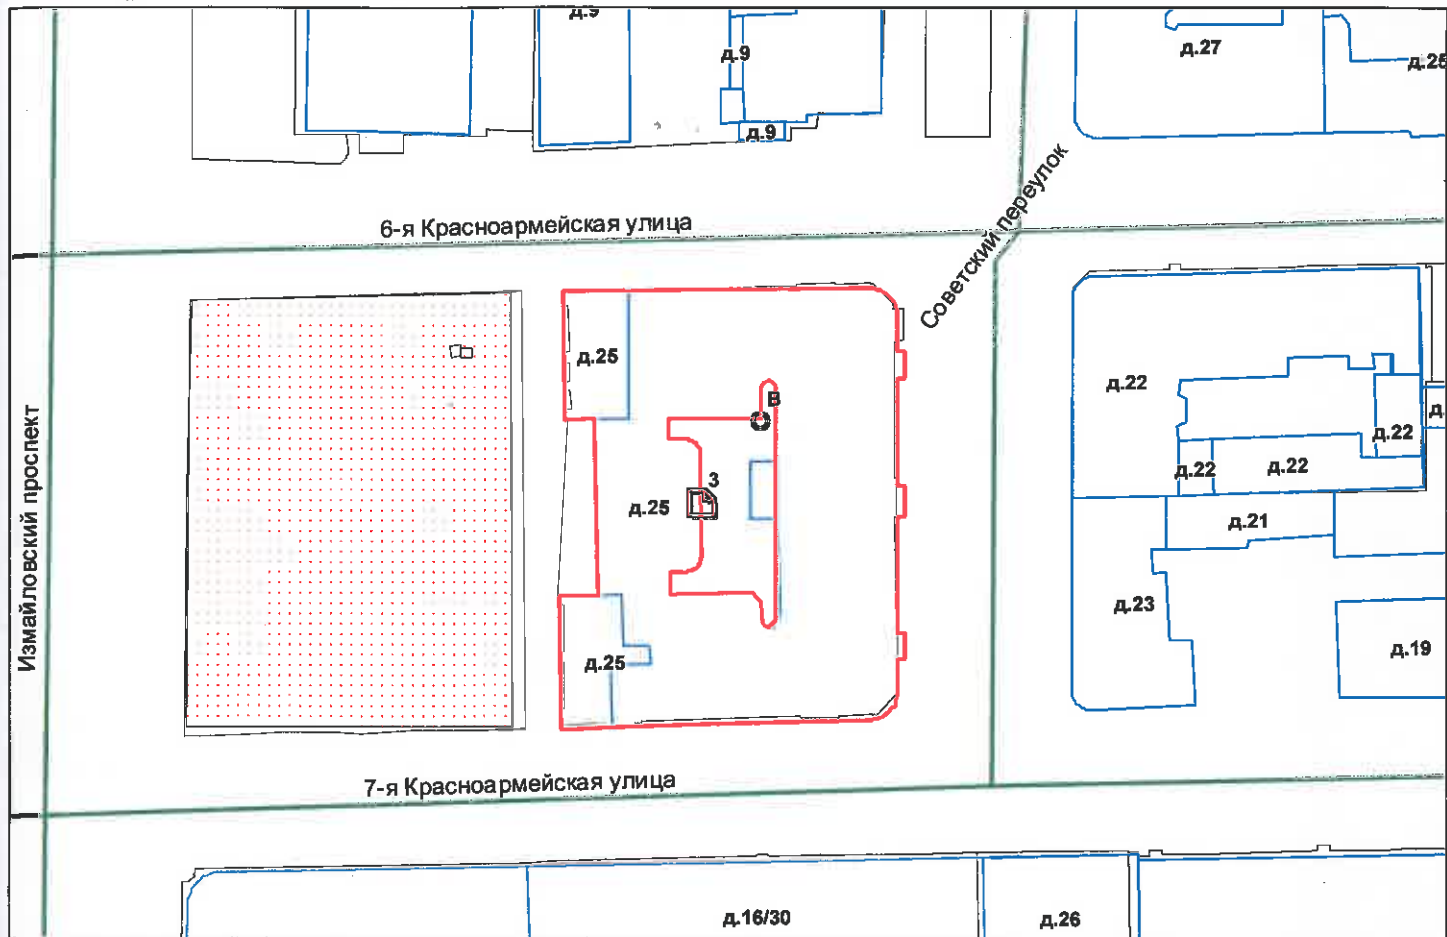 д.9
д.9
д.9
д.27
д.26
6-я Красноармейская улица
Советский переулок
Измайловский проспект
д.25
В
3
д.25
д.25
д.22
д.22
д.22
д.22
д.
д.21
д.23
д.19
7-я Красноармейская улица
д.16/30
д.26